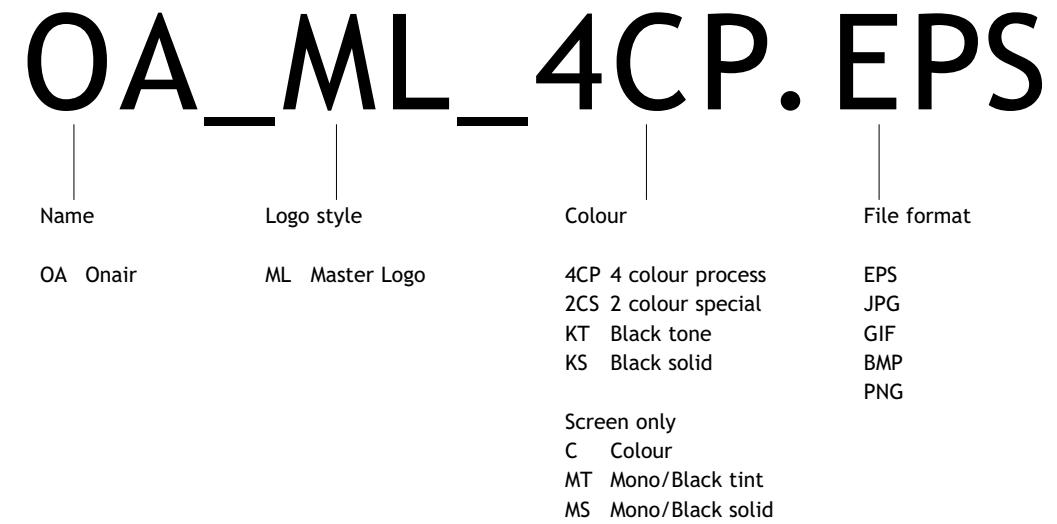 OA_ML_4CP.EPS
Name
OA Onair
Logo style
ML Master Logo
Colour
4CP 4 colour process
2CS 2 colour special
KT Black tone
KS Black solid
Screen only
C Colour
MT Mono/Black tint
MS Mono/Black solid
File format
EPS
JPG
GIF
BMP
PNG